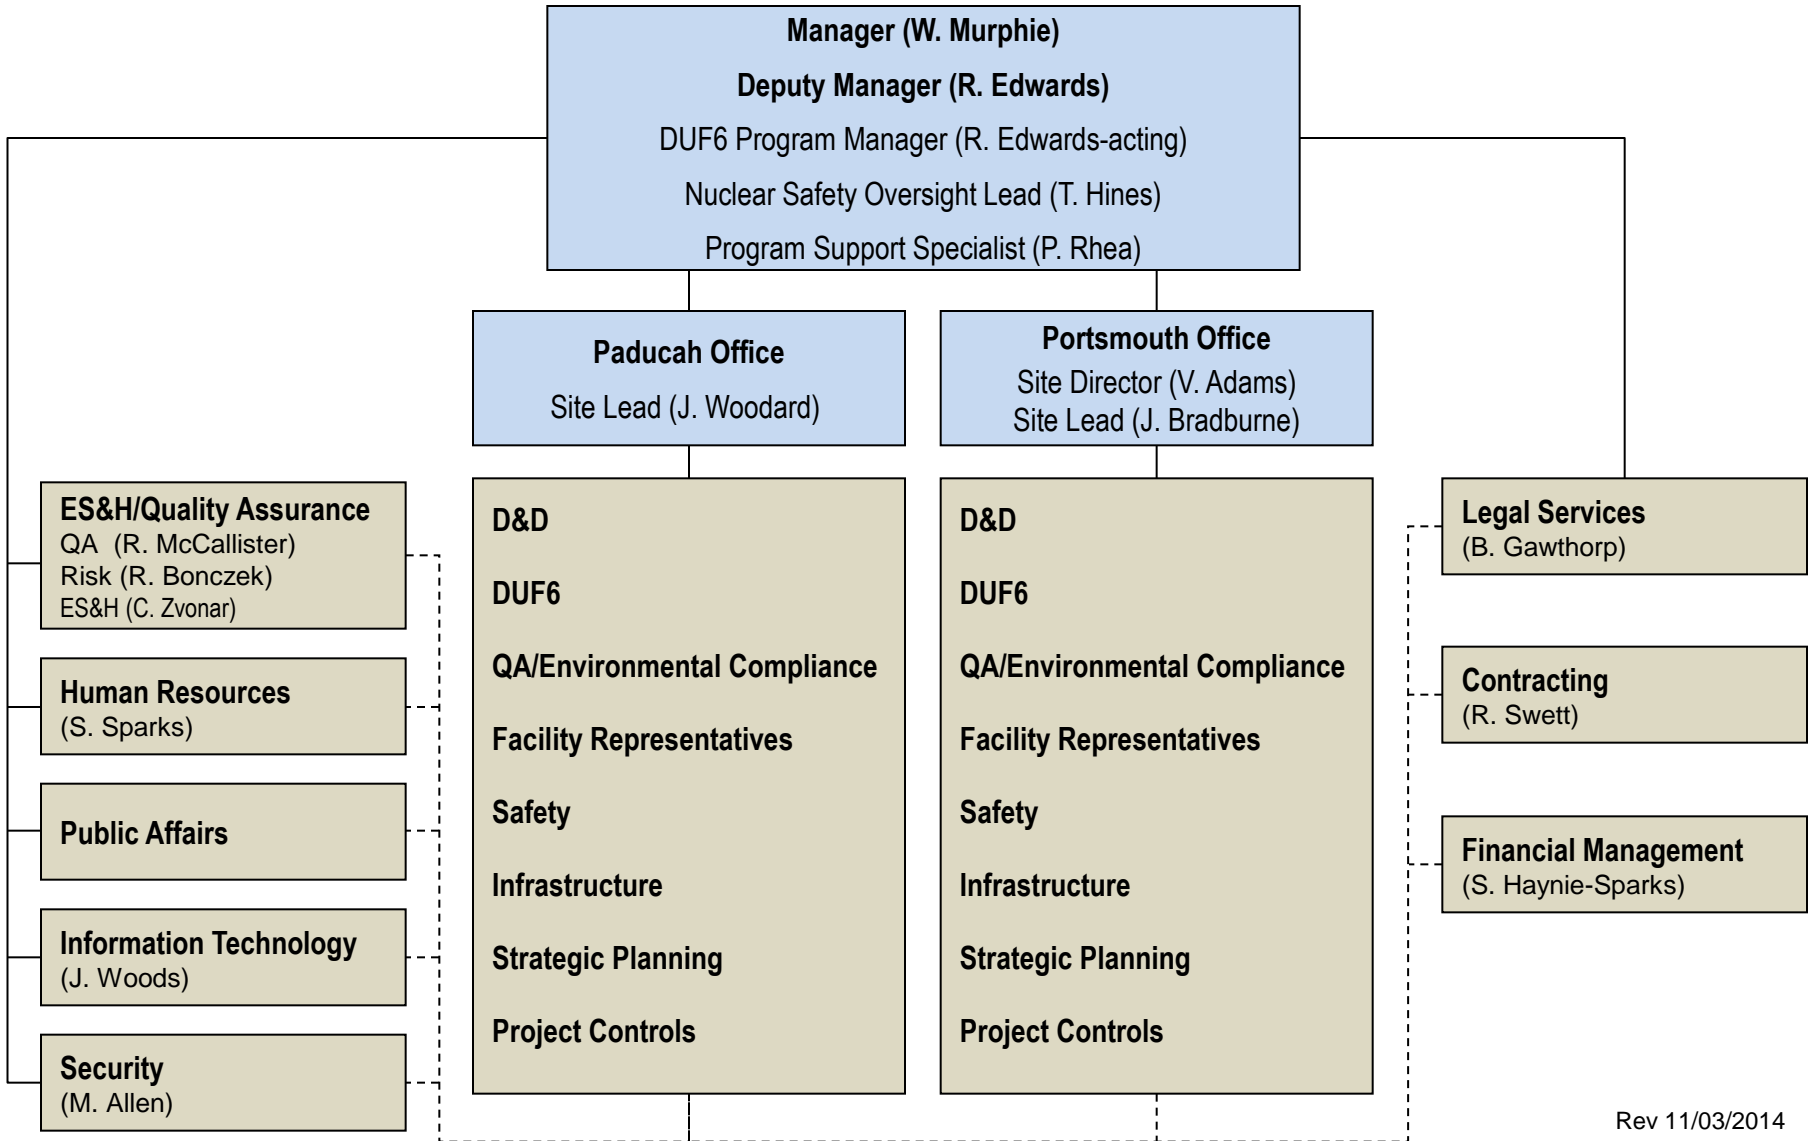 Manager (W. Murphie)
Deputy Manager (R. Edwards)
DUF6 Program Manager (R. Edwards-acting)
Nuclear Safety Oversight Lead (T. Hines)
Program Support Specialist (P. Rhea)
Paducah Office
Site Lead (J. Woodard)
Portsmouth Office
Site Director (V. Adams)
Site Lead (J. Bradburne)
ES&H/Quality Assurance
QA (R. McCallister)
Risk (R. Bonczek)
ES&H (C. Zvonar)
Human Resources
(S. Sparks)
Public Affairs
Information Technology
(J. Woods)
Security
(M. Allen)
D&D
DUF6
QA/Environmental Compliance
Facility Representatives
Safety
Infrastructure
Strategic Planning
Project Controls
D&D
DUF6
QA/Environmental Compliance
Facility Representatives
Safety
Infrastructure
Strategic Planning
Project Controls
Legal Services
(B. Gawthorp)
Contracting
(R. Swett)
Financial Management
(S. Haynie-Sparks)
Rev 11/03/2014